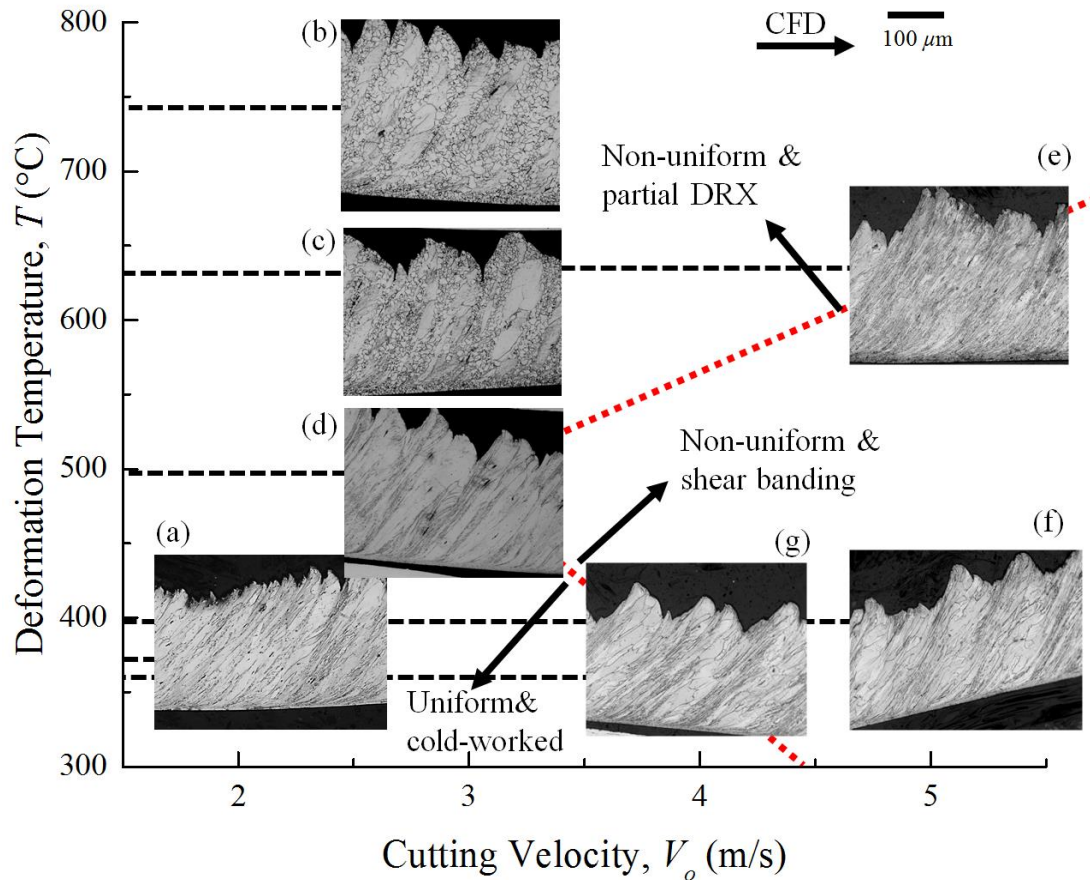 800
700
600
500
400
300
Deformation Temperature, T (°C)
(b)
CFD
100 μm
Non-uniform &
partial DRX
(e)
(c)
(d)
Non-uniform &
shear banding
(a)
(g)
(f)
Uniform&
cold-worked
2
3
4
5
Cutting Velocity, Vo (m/s)